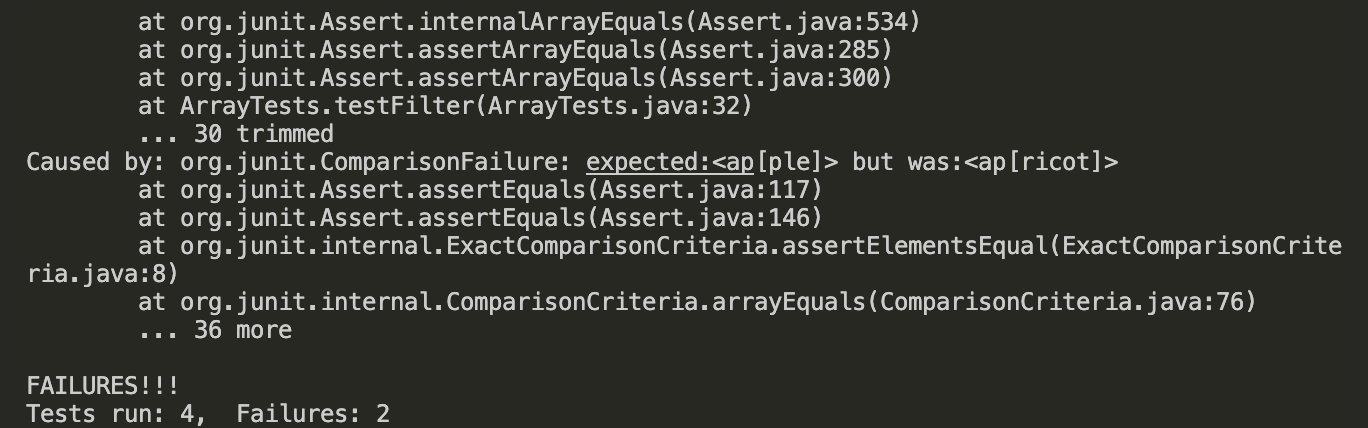 at org.junit.Assert.internalArrayEquals(Assert.java:534)
at org.junit.Assert.assertArrayEquals(Assert.java:285)
at org.junit.Assert.assertArrayEquals(Assert.java:300)
at ArrayTests.testFilter(ArrayTests.java:32)
... 30 trimmed
Caused by: org.junit.ComparisonFailure: expected:<ap[ple]> but was:<ap[ricot]>
at org.junit.Assert.assertEquals(Assert.java:117)
at org.junit.Assert.assertEquals(Assert.java:146)
at org.junit.internal.ExactComparisonCriteria.assertElementsEqual(ExactComparisonCrite
ria.java:8)
at org.junit.internal.ComparisonCriteria.arrayEquals(ComparisonCriteria.java:76)
... 36 more
FAILURES!!!
Tests run: 4,  Failures: 2